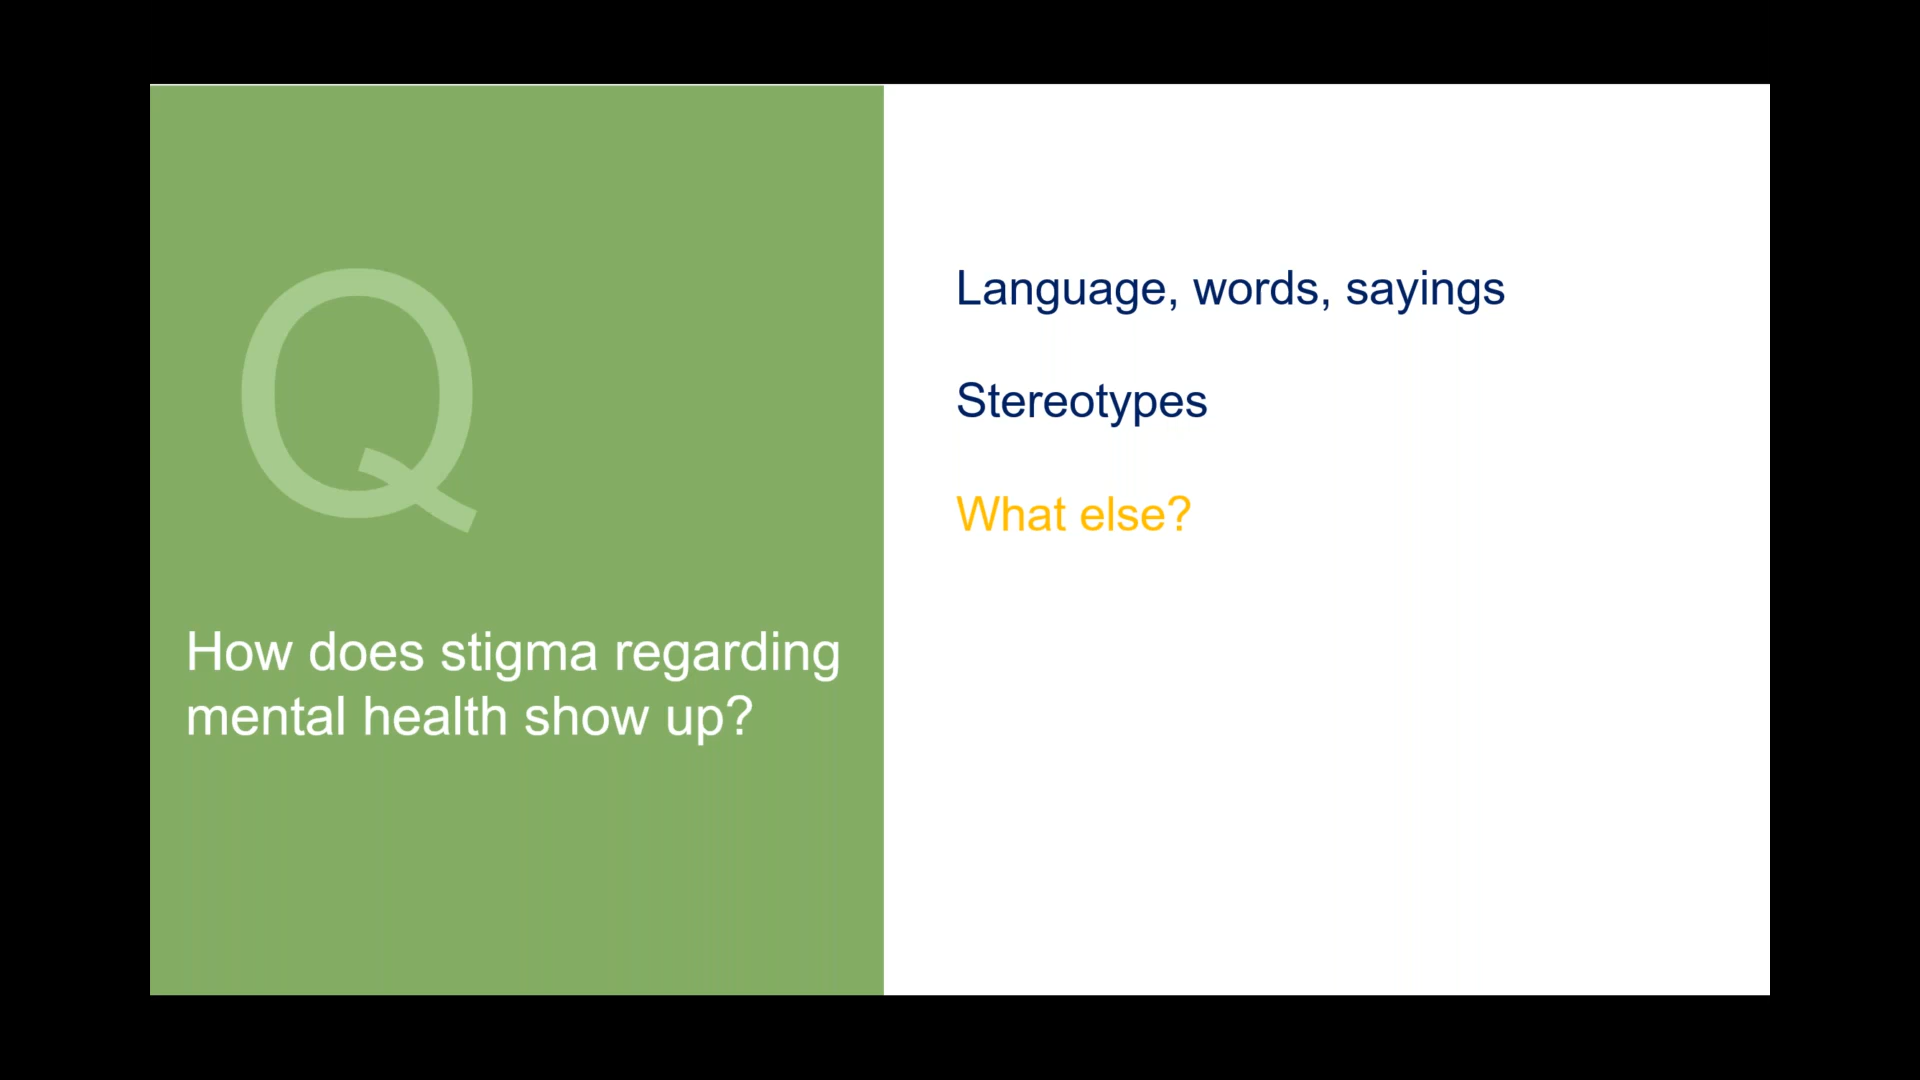 Q
How does stigma regarding
mental health show up?
Language, words, sayings
Stereotypes
What else?